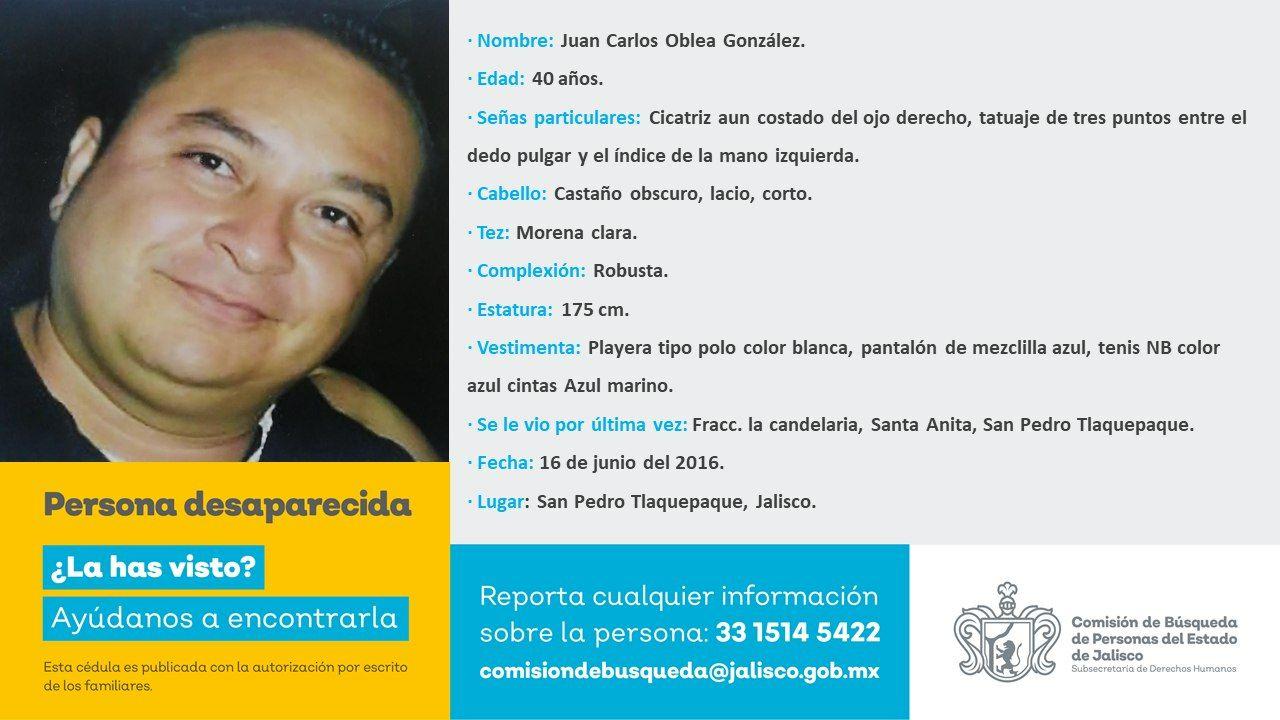 · Nombre: Juan Carlos Oblea González.
· Edad: 40 años.
· Señas particulares: Cicatriz aun costado del ojo derecho, tatuaje de tres puntos entre el
dedo pulgar y el índice de la mano izquierda.
· Cabello: Castaño obscuro, lacio, corto.
· Tez: Morena clara.
· Complexión: Robusta.
· Estatura: 175 cm.
· Vestimenta: Playera tipo polo color blanca, pantalón de mezclilla azul, tenis NB color
azul cintas Azul marino.
· Se le vio por última vez: Fracc. la candelaria, Santa Anita, San Pedro Tlaquepaque.
· Fecha: 16 de junio del 2016.
· Lugar: San Pedro Tlaquepaque, Jalisco.
Persona desaparecida
¿La has visto?
Ayúdanos a encontrarla
Esta cédula es publicada con la autorización por escrito
de los familiares.
Reporta cualquier información
sobre la persona: 33 1514 5422
comisiondebusqueda@jalisco.gob.mx
Comisión de Búsqueda
de Personas del Estado
de Jalisco
Subsecretaría de Derechos Humanos